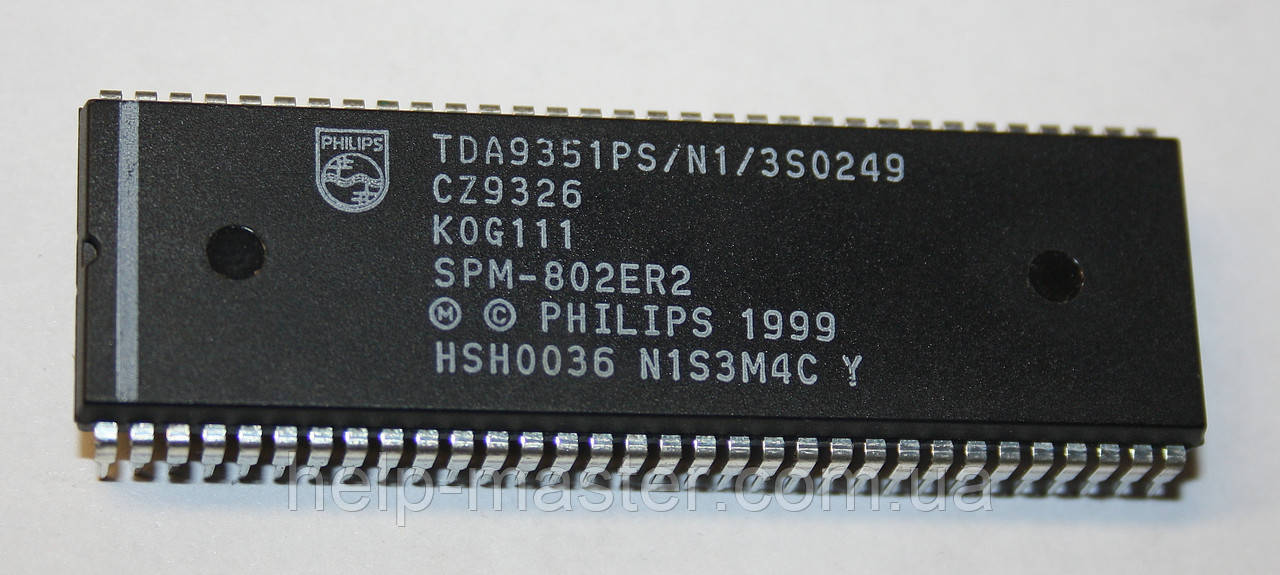 PHILIPS
TDA9351PS/N1/3S0249
CZ9326
K0G111
SPM-802ER2
Ⓜ © PHILIPS 1999
HSH0036 N1S3M4C Y
help-master.com.ua